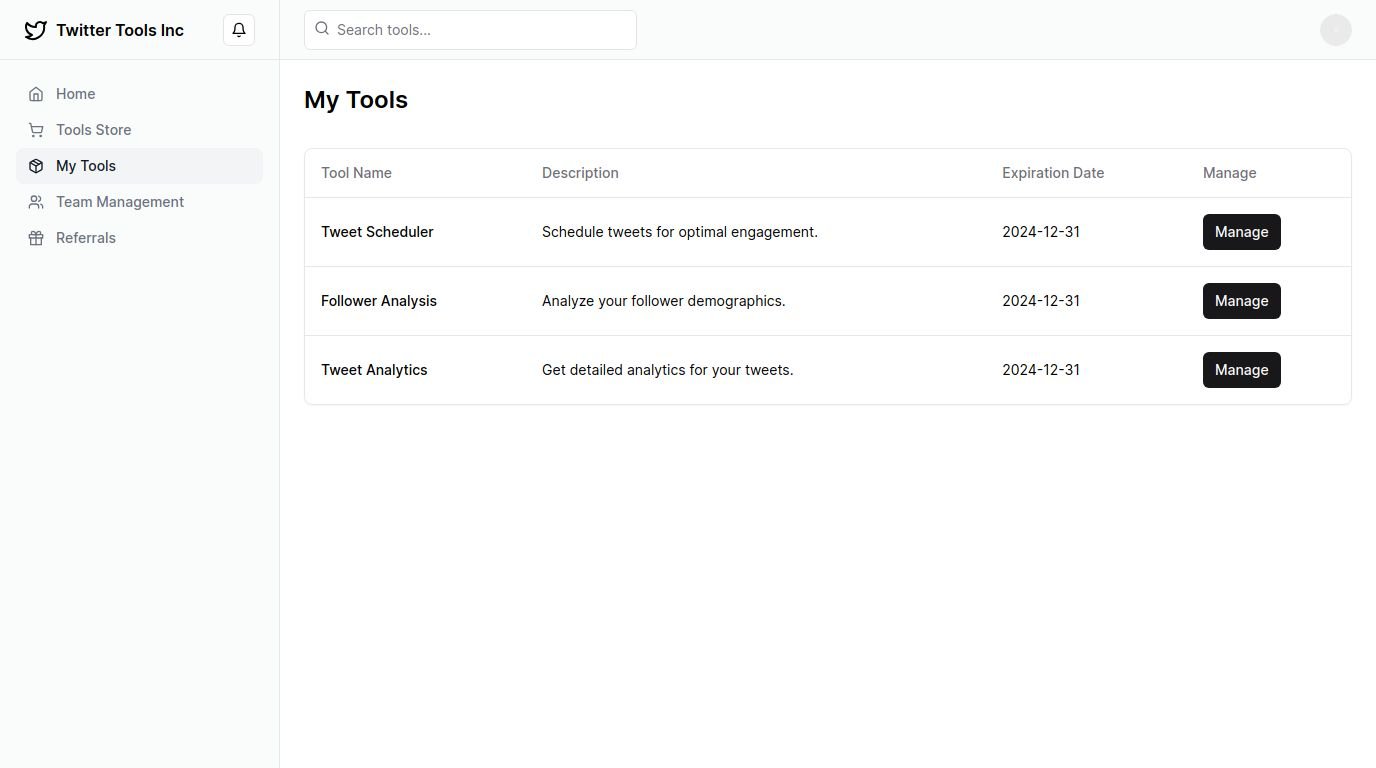 Twitter Tools Inc
Search tools...
Home
Tools Store
My Tools
Team Management
Referrals
My Tools
Tool Name Description Expiration Date Manage
Tweet Scheduler Schedule tweets for optimal engagement. 2024-12-31 Manage
Follower Analysis Analyze your follower demographics. 2024-12-31 Manage
Tweet Analytics Get detailed analytics for your tweets. 2024-12-31 Manage